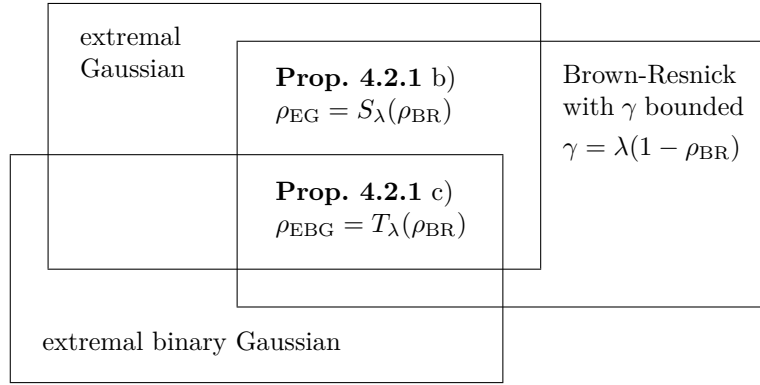 extremal
Gaussian
Prop. 4.2.1 b)
ρ_EG = S_λ(ρ_BR)
Brown-Resnick
with γ bounded
γ = λ(1 − ρ_BR)
Prop. 4.2.1 c)
ρ_EBG = T_λ(ρ_BR)
extremal binary Gaussian